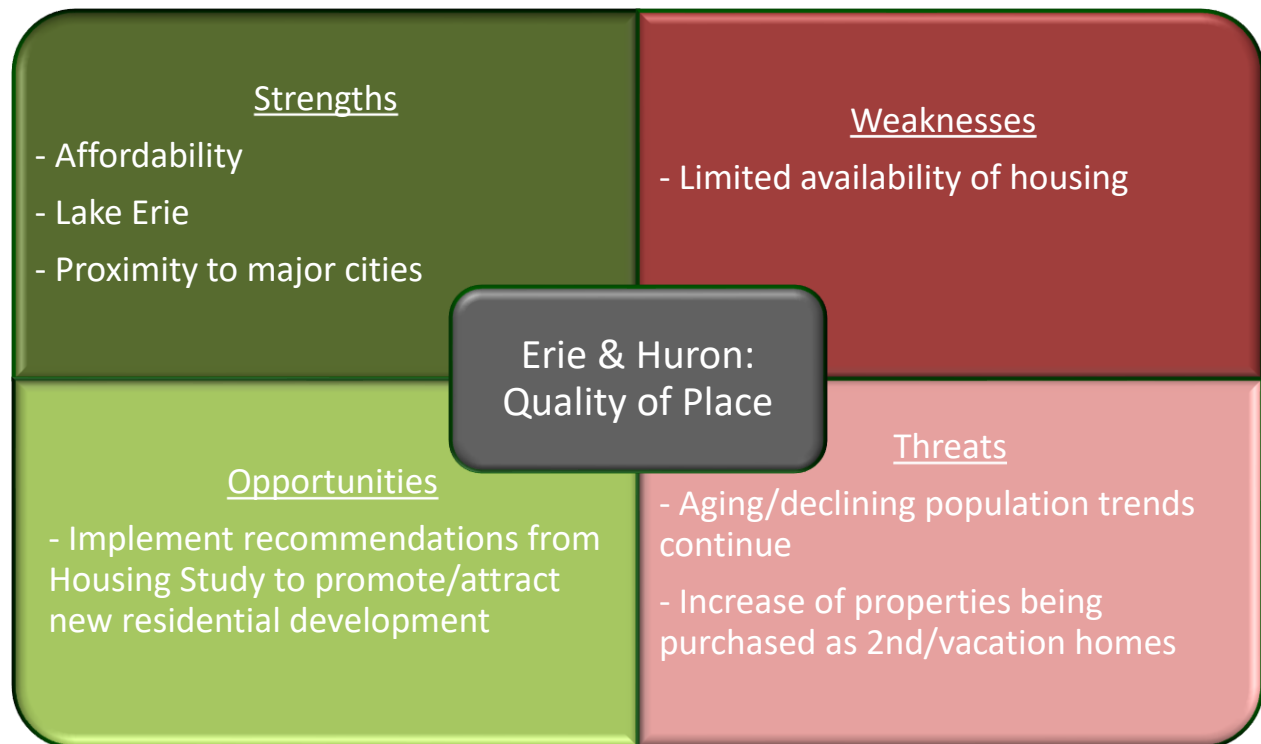 Strengths
- Affordability
- Lake Erie
- Proximity to major cities
Weaknesses
- Limited availability of housing
Erie & Huron:
Quality of Place
Opportunities
- Implement recommendations from
Housing Study to promote/attract
new residential development
Threats
- Aging/declining population trends
continue
- Increase of properties being
purchased as 2nd/vacation homes